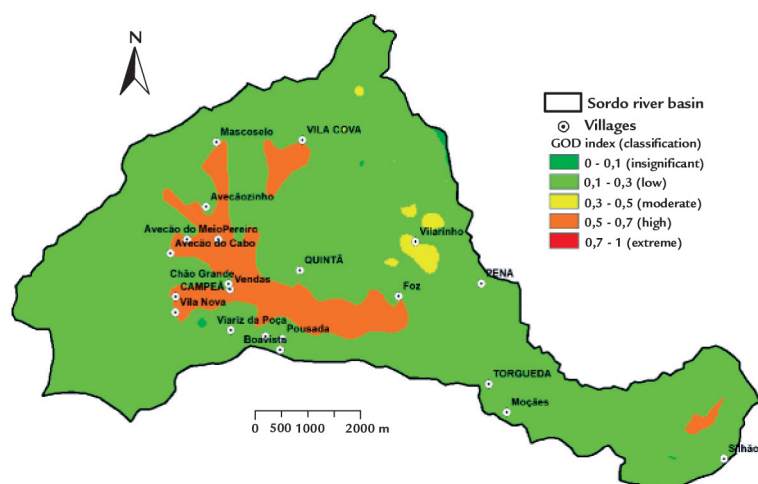 N
Sordo river basin
Villages
GOD index (classification)
0 - 0,1 (insignificant)
0,1 - 0,3 (low)
0,3 - 0,5 (moderate)
0,5 - 0,7 (high)
0,7 - 1 (extreme)
Mascoselo
VILA COVA
Avecãozinho
Avecão do Meio
Pereiro
Avecão do Cabo
Vilarinho
QUINTÃ
Chão Grande
Vendas
CAMPEÃ
Vila Nova
Foz
PENA
Viariz da Poça
Pousada
Boavista
TORGUEDA
Moçães
Silhão
0 500 1000 2000 m